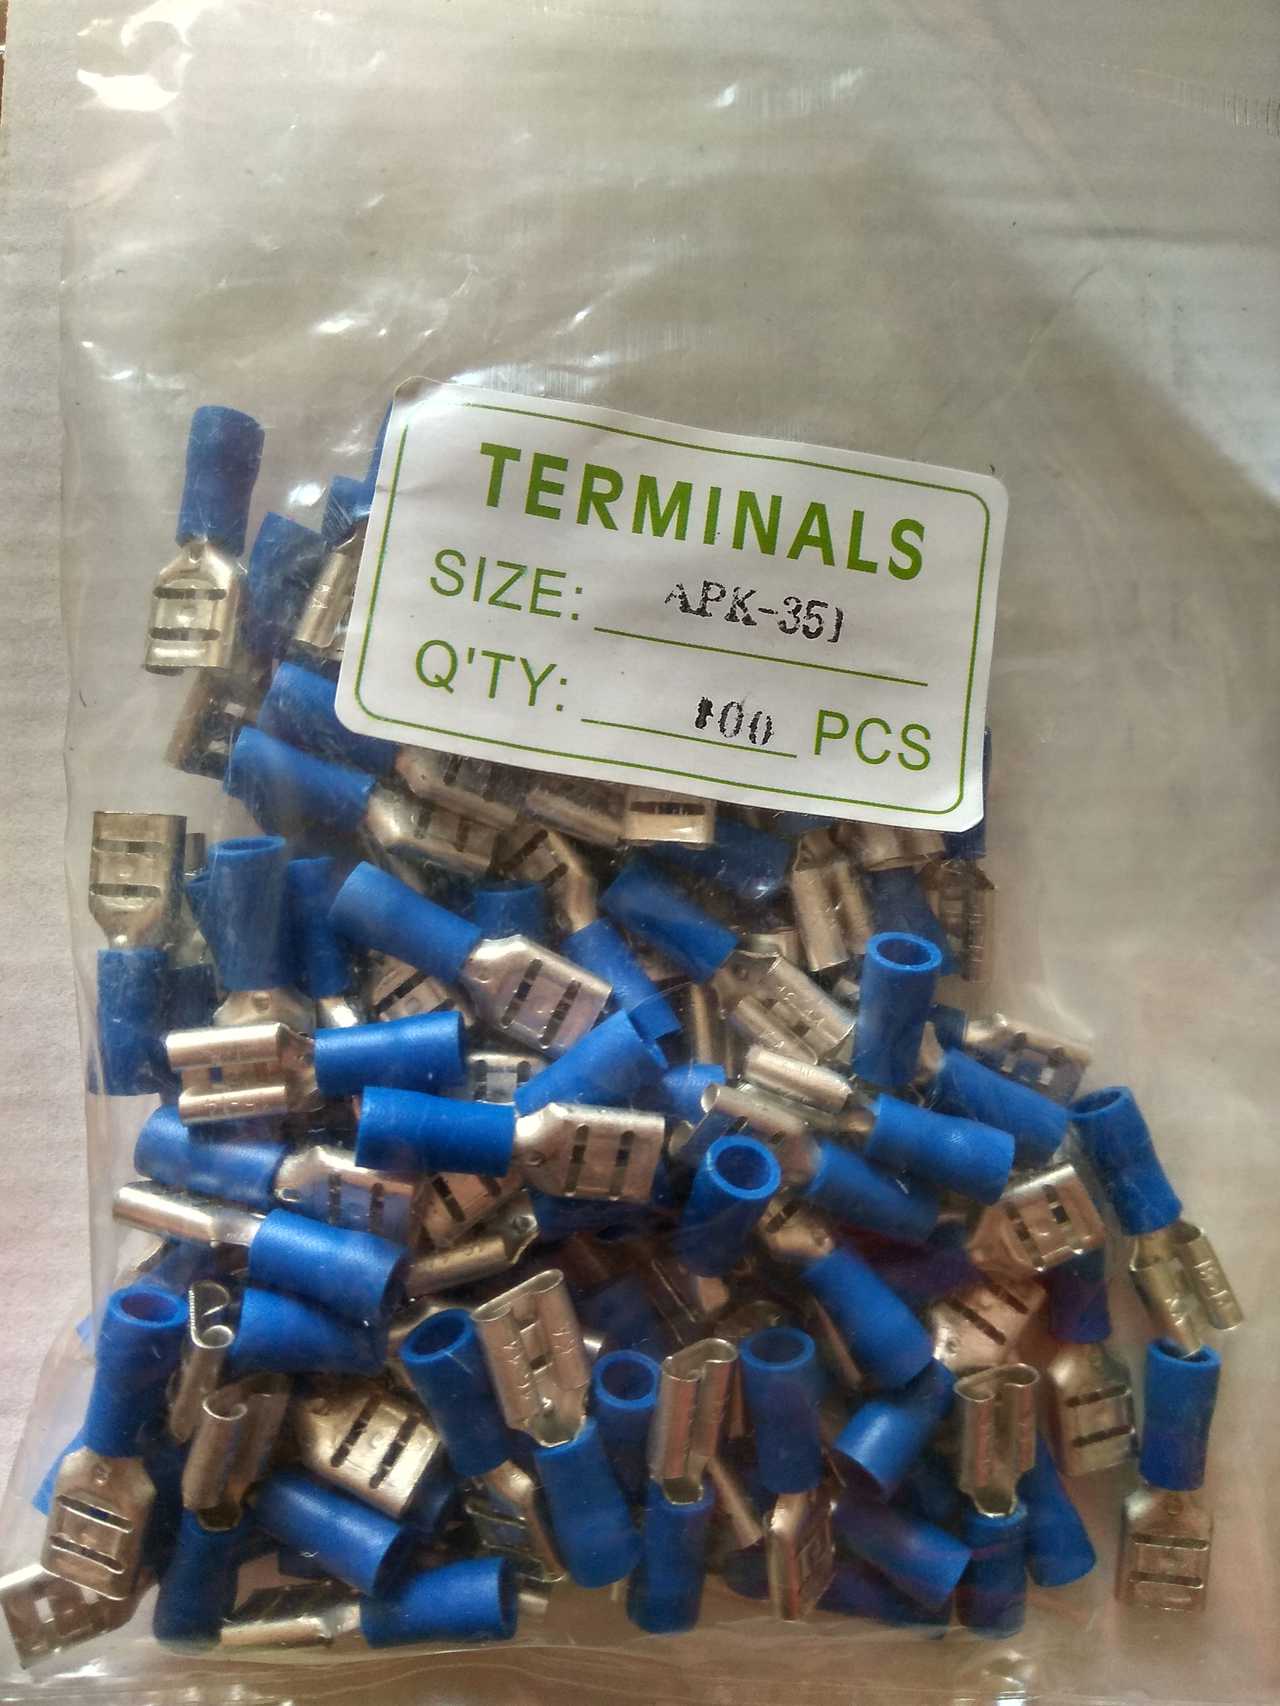 TERMINALS
SIZE: APK-351
Q'TY: 100 PCS